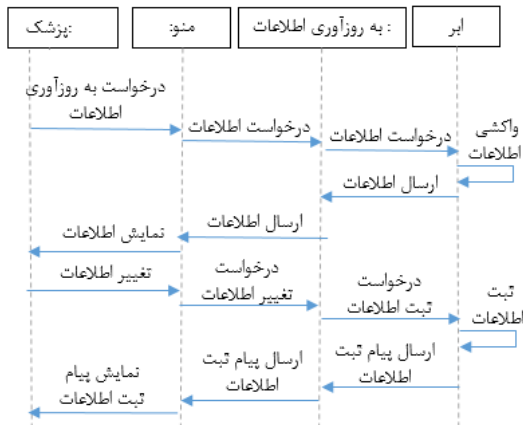 :پزشک
منو:
: به روزآوری اطلاعات
ابر
درخواست به روزآوری
اطلاعات
درخواست اطلاعات
درخواست اطلاعات
واکشی
اطلاعات
ارسال اطلاعات
ارسال اطلاعات
نمایش اطلاعات
تغییر اطلاعات
درخواست
تغییر اطلاعات
درخواست
ثبت اطلاعات
ثبت
اطلاعات
ارسال پیام ثبت
اطلاعات
ارسال پیام ثبت
اطلاعات
نمایش پیام
ثبت اطلاعات